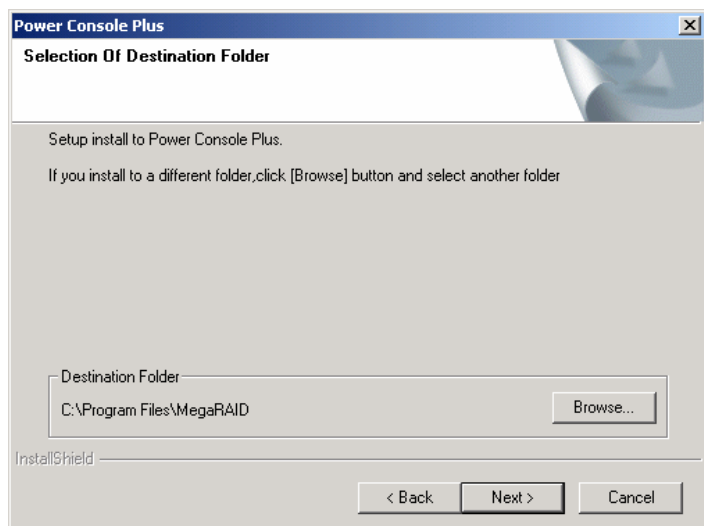 Power Console Plus
Selection Of Destination Folder
Setup install to Power Console Plus.
If you install to a different folder,click [Browse] button and select another folder
Destination Folder
C:\Program Files\MegaRAID
Browse...
InstallShield
< Back
Next >
Cancel